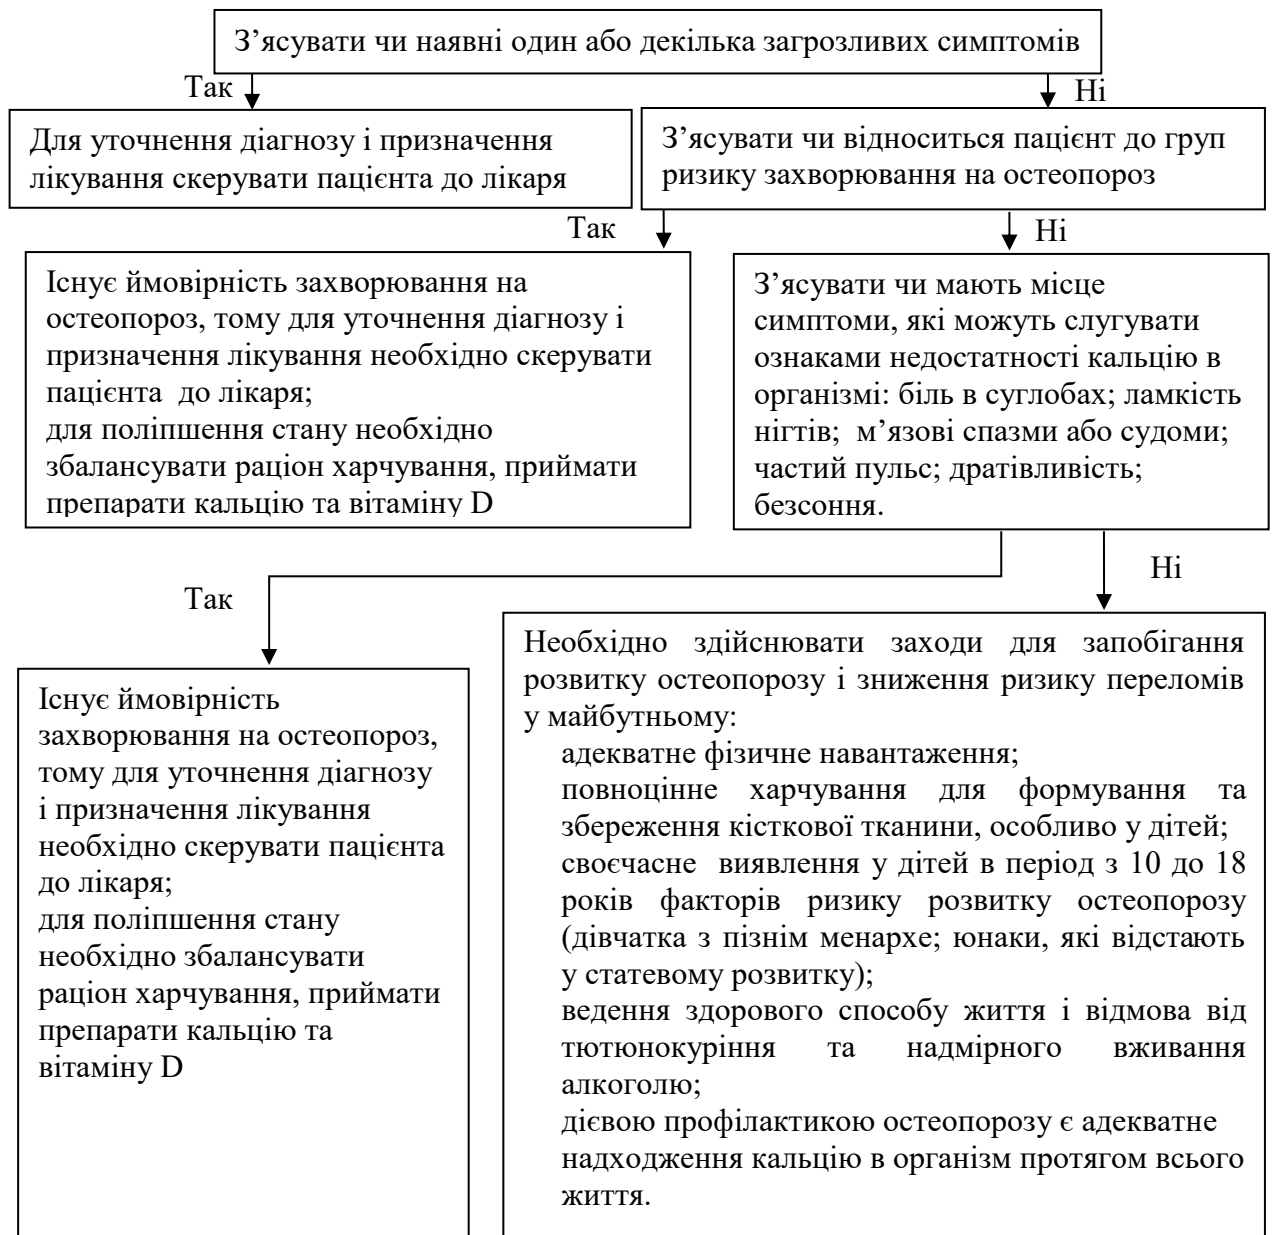 З’ясувати чи наявні один або декілька загрозливих симптомів
Так
Ні
Для уточнення діагнозу і призначення
лікування скерувати пацієнта до лікаря
З’ясувати чи відноситься пацієнт до груп
ризику захворювання на остеопороз
Так
Ні
Існує ймовірність захворювання на
остеопороз, тому для уточнення діагнозу і
призначення лікування необхідно скерувати
пацієнта до лікаря;
для поліпшення стану необхідно
збалансувати раціон харчування, приймати
препарати кальцію та вітаміну D
З’ясувати чи мають місце
симптоми, які можуть слугувати
ознаками недостатності кальцію в
організмі: біль в суглобах; ламкість
нігтів; м’язові спазми або судоми;
частий пульс; дратівливість;
безсоння.
Так
Ні
Існує ймовірність
захворювання на остеопороз,
тому для уточнення діагнозу
і призначення лікування
необхідно скерувати пацієнта
до лікаря;
для поліпшення стану
необхідно збалансувати
раціон харчування, приймати
препарати кальцію та
вітаміну D
Необхідно здійснювати заходи для запобігання
розвитку остеопорозу і зниження ризику переломів
у майбутньому:
адекватне фізичне навантаження;
повноцінне харчування для формування та
збереження кісткової тканини, особливо у дітей;
своєчасне виявлення у дітей в період з 10 до 18
років факторів ризику розвитку остеопорозу
(дівчатка з пізнім менархе; юнаки, які відстають
у статевому розвитку);
ведення здорового способу життя і відмова від
тютюнокуріння та надмірного вживання
алкоголю;
дієвою профілактикою остеопорозу є адекватне
надходження кальцію в організм протягом всього
життя.